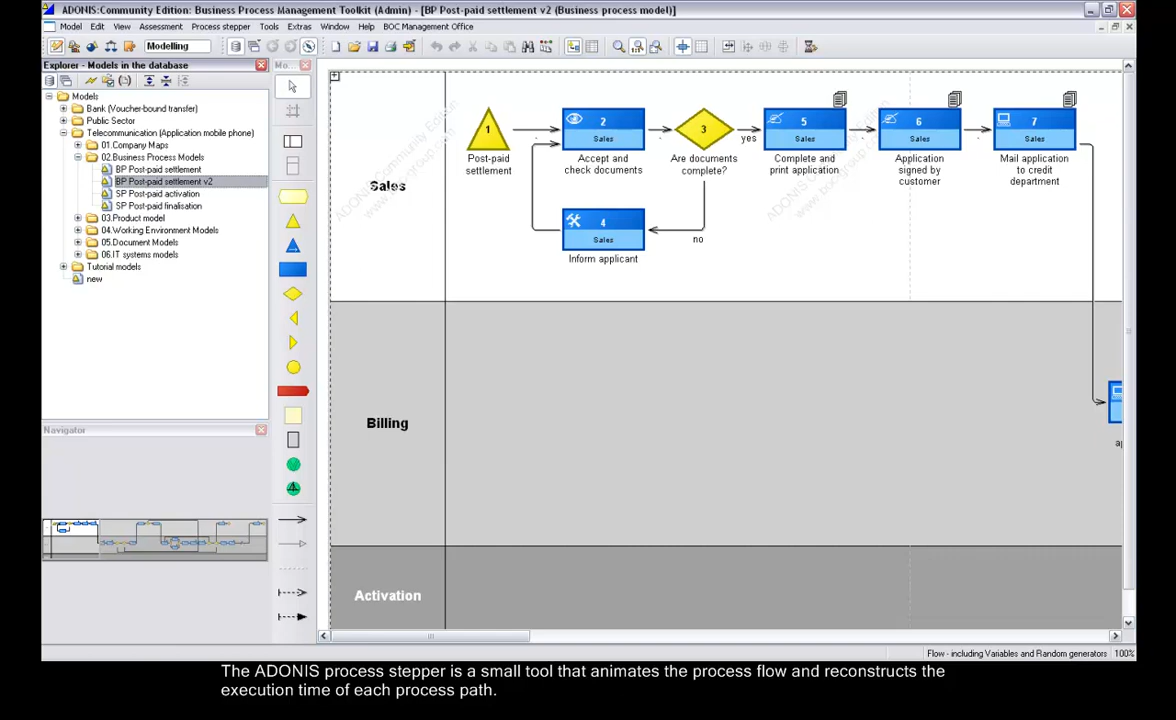 ADONIS:Community Edition: Business Process Management Toolkit (Admin) - [BP Post-paid settlement v2 (Business process model)]
Model Edit View Assessment Process stepper Tools Extras Window Help BOC Management Office
Modelling
Explorer - Models in the database
Mo...
Models
Bank (Voucher-bound transfer)
Public Sector
Telecommunication (Application mobile phone)
01.Company Maps
02.Business Process Models
BP Post-paid settlement
BP Post-paid settlement v2
SP Post-paid activation
SP Post-paid finalisation
03.Product model
04.Working Environment Models
05.Document Models
06.IT systems models
Tutorial models
new
Navigator
Sales
1
Post-paid
settlement
2
Sales
Accept and
check documents
3
Are documents
complete?
yes
no
4
Sales
Inform applicant
5
Sales
Complete and
print application
6
Sales
Application
signed by
customer
7
Sales
Mail application
to credit
department
Billing
Activation
Flow - including Variables and Random generators 100%
The ADONIS process stepper is a small tool that animates the process flow and reconstructs the
execution time of each process path.